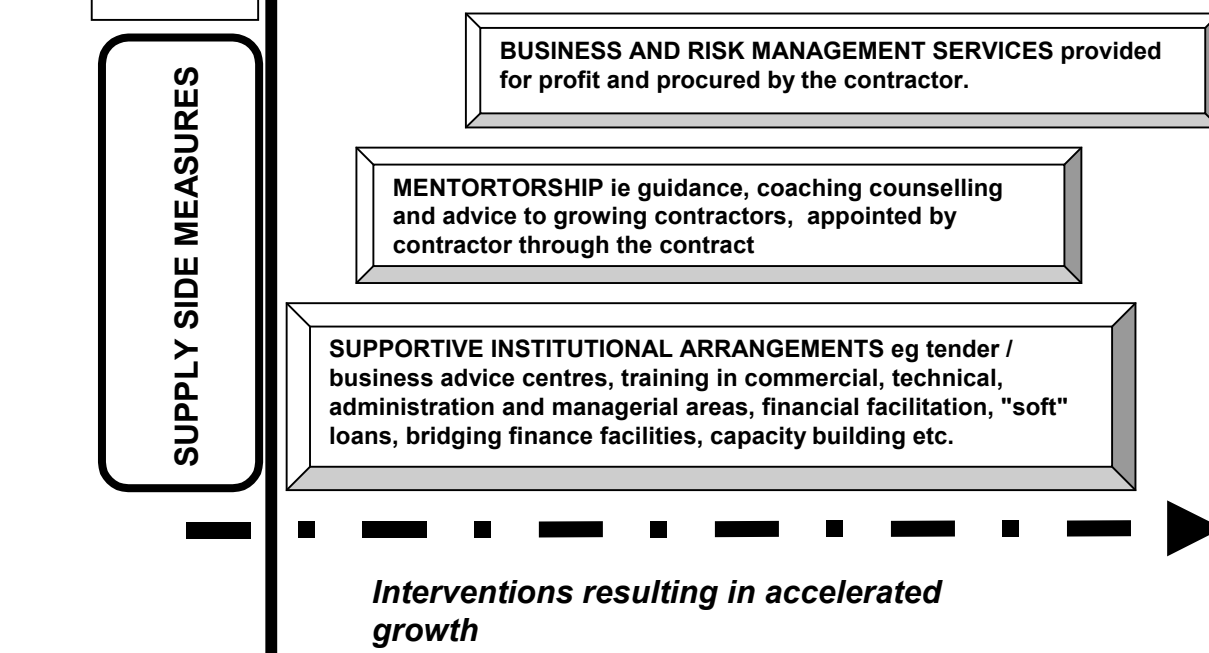 SUPPLY SIDE MEASURES
BUSINESS AND RISK MANAGEMENT SERVICES provided
for profit and procured by the contractor.
MENTORTORSHIP ie guidance, coaching counselling
and advice to growing contractors,  appointed by
contractor through the contract
SUPPORTIVE INSTITUTIONAL ARRANGEMENTS eg tender /
business advice centres, training in commercial, technical,
administration and managerial areas, financial facilitation, "soft"
loans, bridging finance facilities, capacity building etc.
Interventions resulting in accelerated
growth